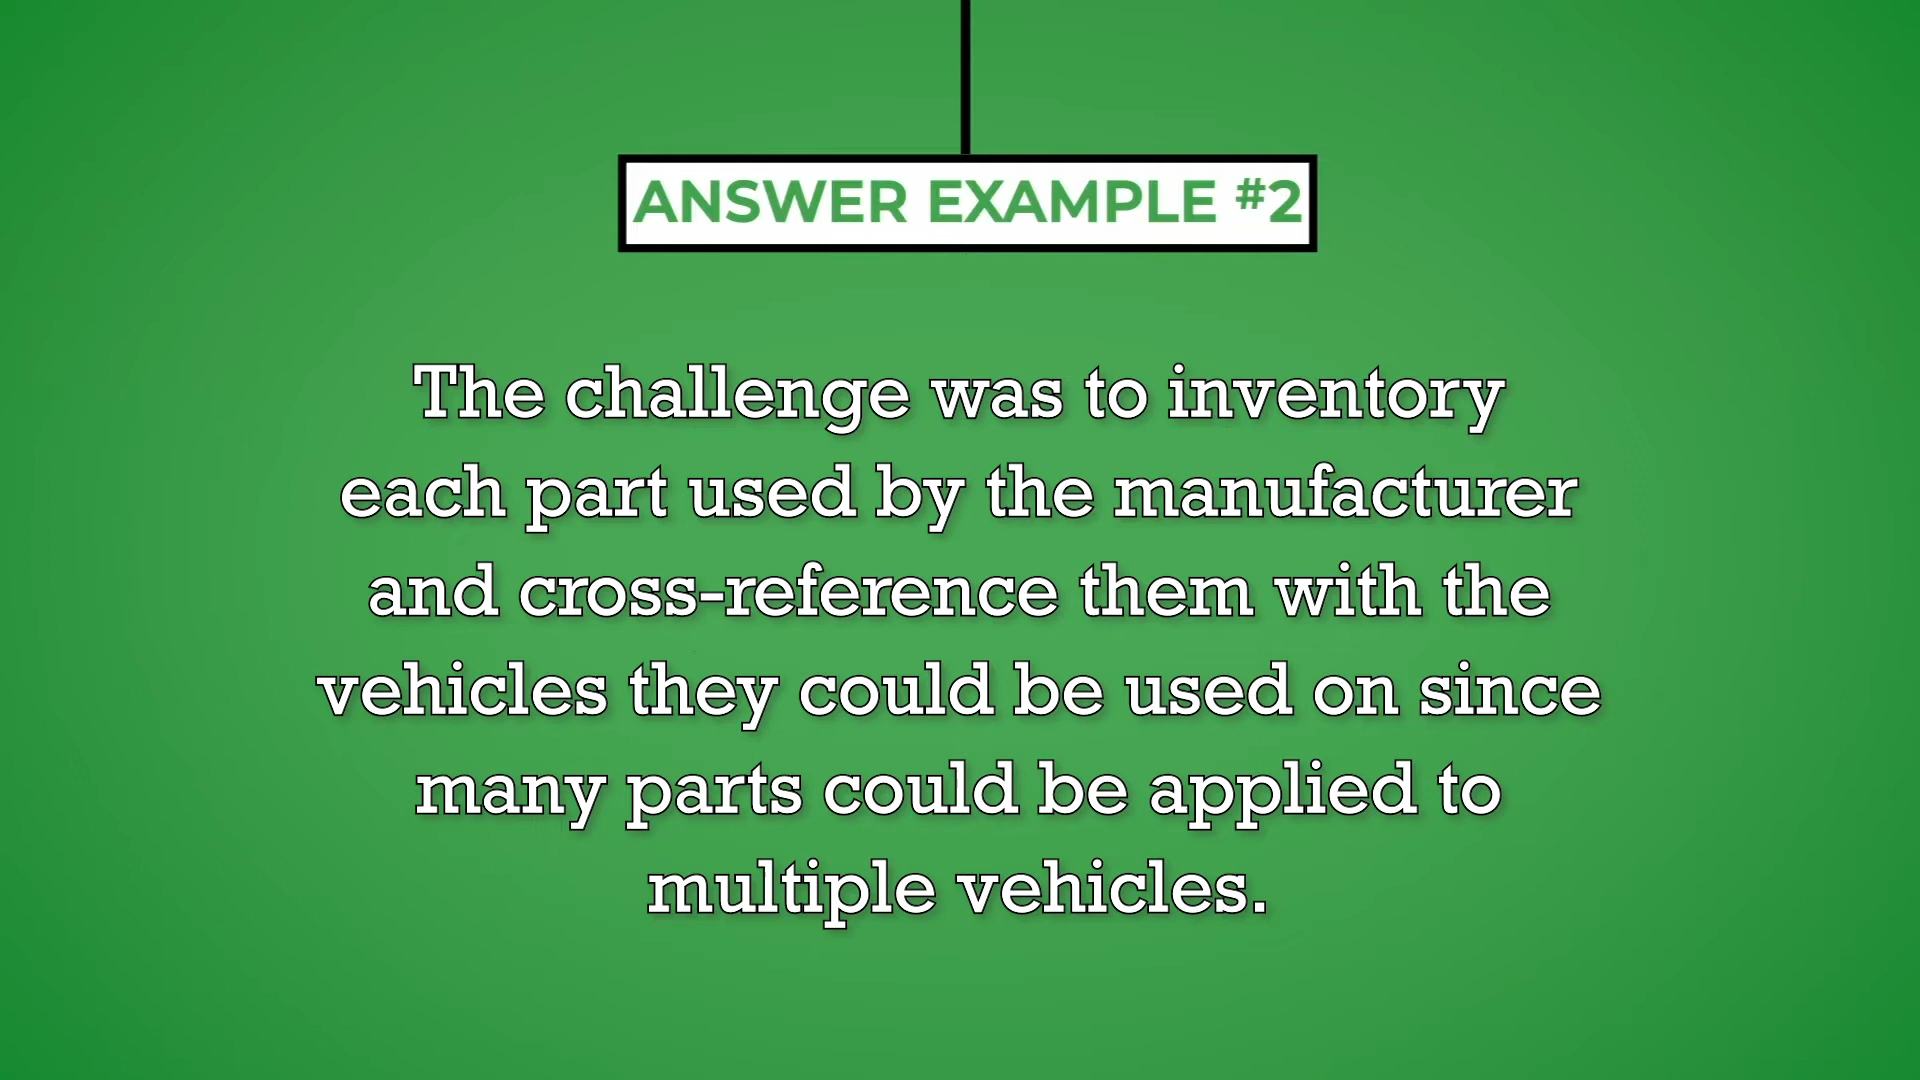 ANSWER EXAMPLE #2
The challenge was to inventory
each part used by the manufacturer
and cross-reference them with the
vehicles they could be used on since
many parts could be applied to
multiple vehicles.